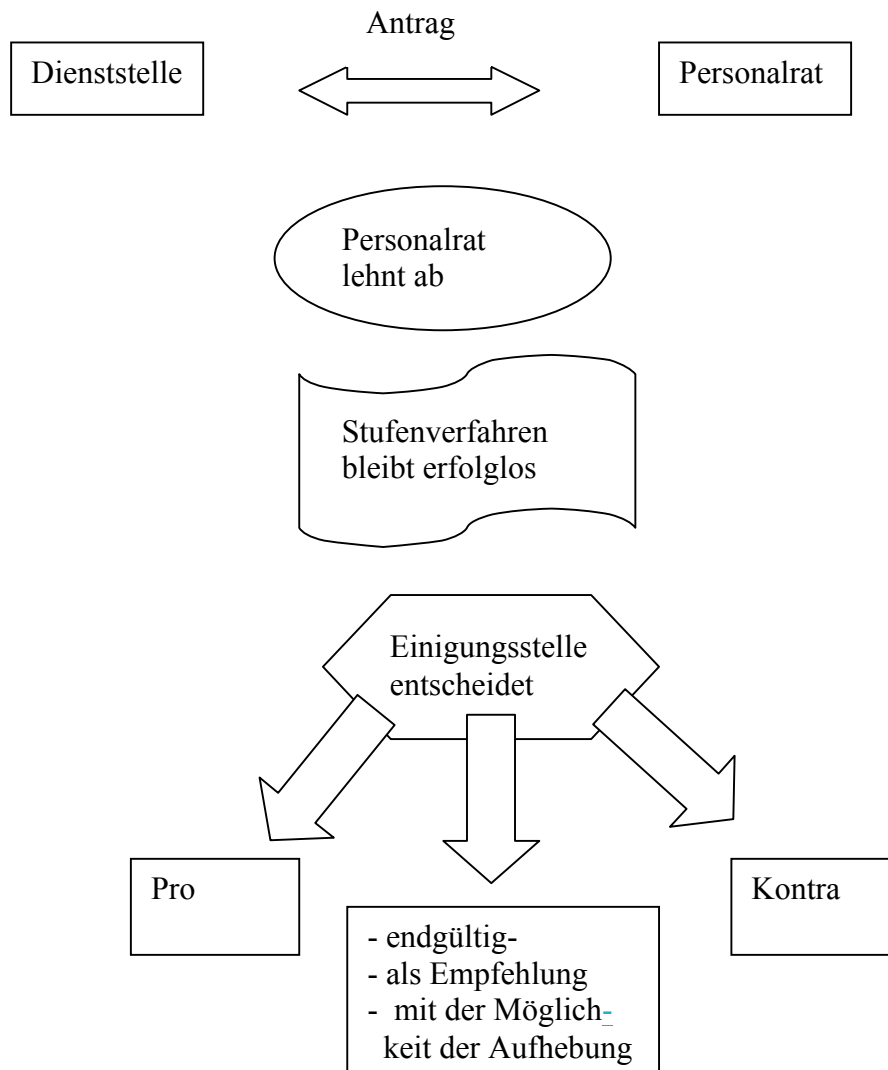 Antrag
Dienststelle
Personalrat
Personalrat
lehnt ab
Stufenverfahren
bleibt erfolglos
Einigungsstelle
entscheidet
Pro
Kontra
- endgültig-
- als Empfehlung
- mit der Möglich-
keit der Aufhebung